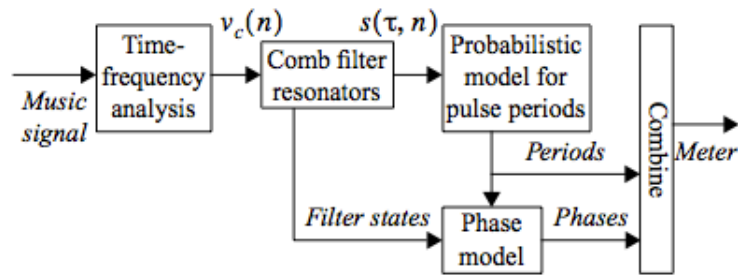 Time-
frequency
analysis
v_c(n)
Comb filter
resonators
s(τ, n)
Probabilistic
model for
pulse periods
Music
signal
Periods
Combine
Meter
Filter states
Phase
model
Phases